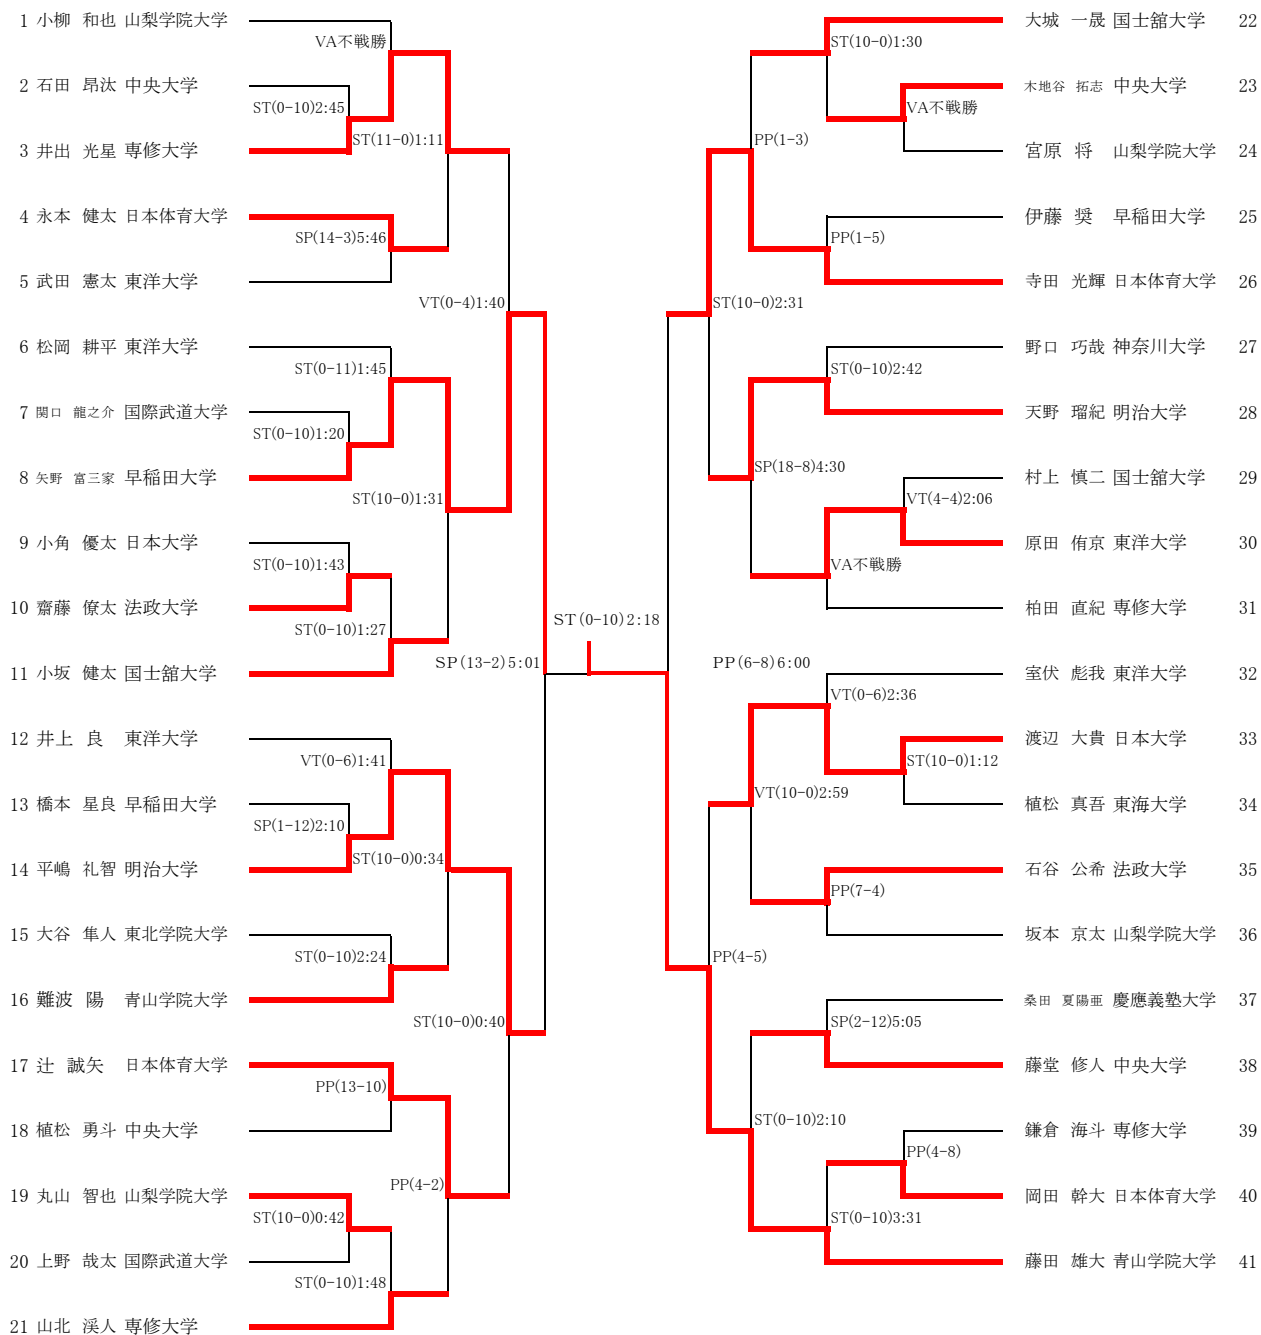 1 小柳 和也 山梨学院大学
VA不戦勝
2 石田 昂汰 中央大学
ST(0-10)2:45
ST(11-0)1:11
3 井出 光星 専修大学
4 永本 健太 日本体育大学
SP(14-3)5:46
5 武田 憲太 東洋大学
VT(0-4)1:40
6 松岡 耕平 東洋大学
ST(0-11)1:45
7 関口 龍之介 国際武道大学
ST(0-10)1:20
8 矢野 富三家 早稲田大学
ST(10-0)1:31
9 小角 優太 日本大学
ST(0-10)1:43
10 齋藤 僚太 法政大学
ST(0-10)1:27
11 小坂 健太 国士舘大学
SP(13-2)5:01
ST(0-10)2:18
12 井上 良 東洋大学
VT(0-6)1:41
13 橋本 星良 早稲田大学
SP(1-12)2:10
ST(10-0)0:34
14 平嶋 礼智 明治大学
15 大谷 隼人 東北学院大学
ST(0-10)2:24
16 難波 陽 青山学院大学
ST(10-0)0:40
17 辻 誠矢 日本体育大学
PP(13-10)
18 植松 勇斗 中央大学
PP(4-2)
19 丸山 智也 山梨学院大学
ST(10-0)0:42
20 上野 哉太 国際武道大学
ST(0-10)1:48
21 山北 渓人 専修大学
大城 一晟 国士舘大学 22
ST(10-0)1:30
木地谷 拓志 中央大学 23
VA不戦勝
PP(1-3)
宮原 将 山梨学院大学 24
伊藤 奨 早稲田大学 25
PP(1-5)
寺田 光輝 日本体育大学 26
ST(10-0)2:31
野口 巧哉 神奈川大学 27
ST(0-10)2:42
天野 瑠紀 明治大学 28
SP(18-8)4:30
村上 慎二 国士舘大学 29
VT(4-4)2:06
原田 侑京 東洋大学 30
VA不戦勝
柏田 直紀 専修大学 31
PP(6-8)6:00
室伏 彪我 東洋大学 32
VT(0-6)2:36
渡辺 大貴 日本大学 33
ST(10-0)1:12
VT(10-0)2:59
植松 真吾 東海大学 34
石谷 公希 法政大学 35
PP(7-4)
坂本 京太 山梨学院大学 36
PP(4-5)
桑田 夏陽亜 慶應義塾大学 37
SP(2-12)5:05
藤堂 修人 中央大学 38
ST(0-10)2:10
鎌倉 海斗 専修大学 39
PP(4-8)
岡田 幹大 日本体育大学 40
ST(0-10)3:31
藤田 雄大 青山学院大学 41